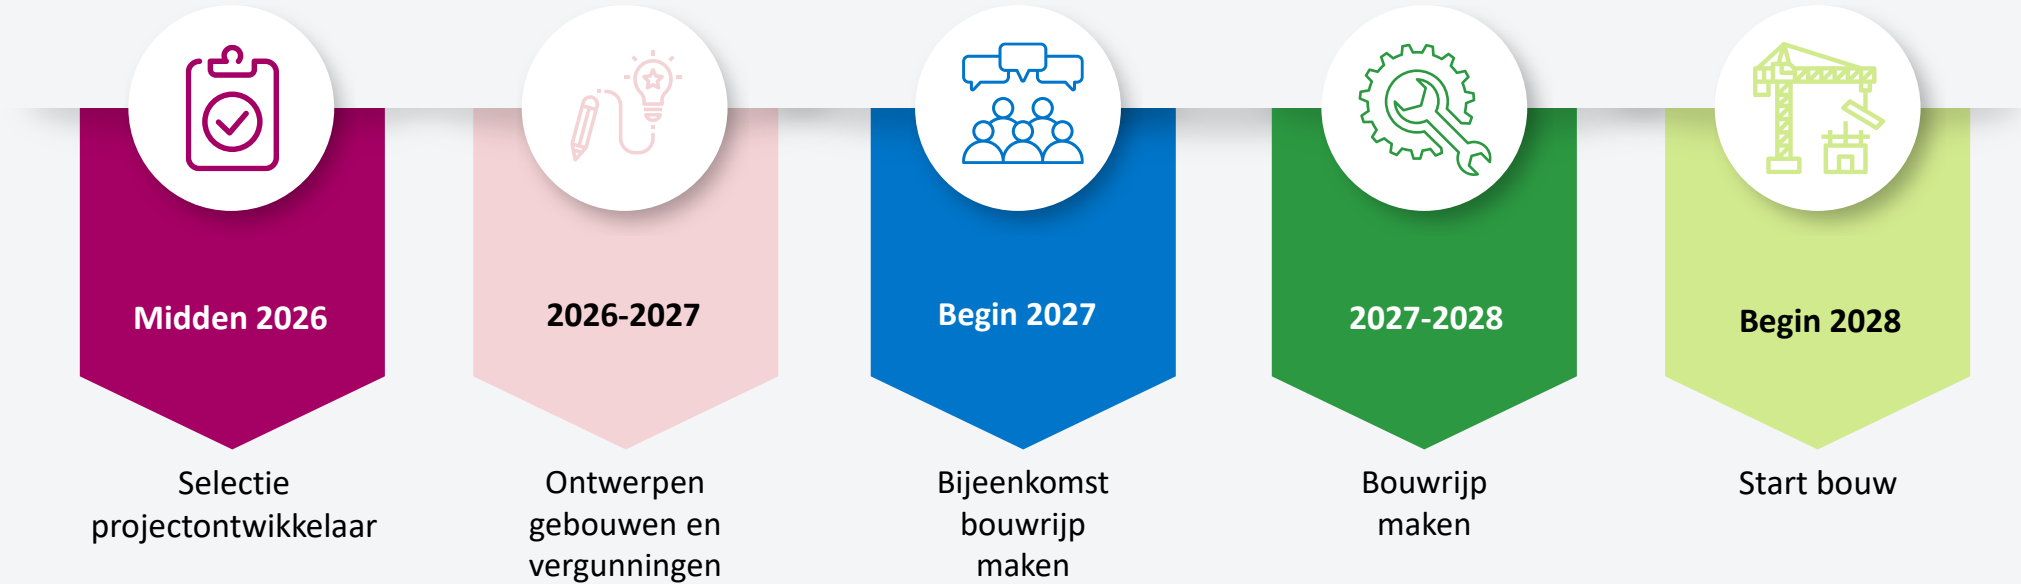 Midden 2026
Selectie
projectontwikkelaar
2026-2027
Ontwerpen
gebouwen en
vergunningen
Begin 2027
Bijeenkomst
bouwrijp
maken
2027-2028
Bouwrijp
maken
Begin 2028
Start bouw